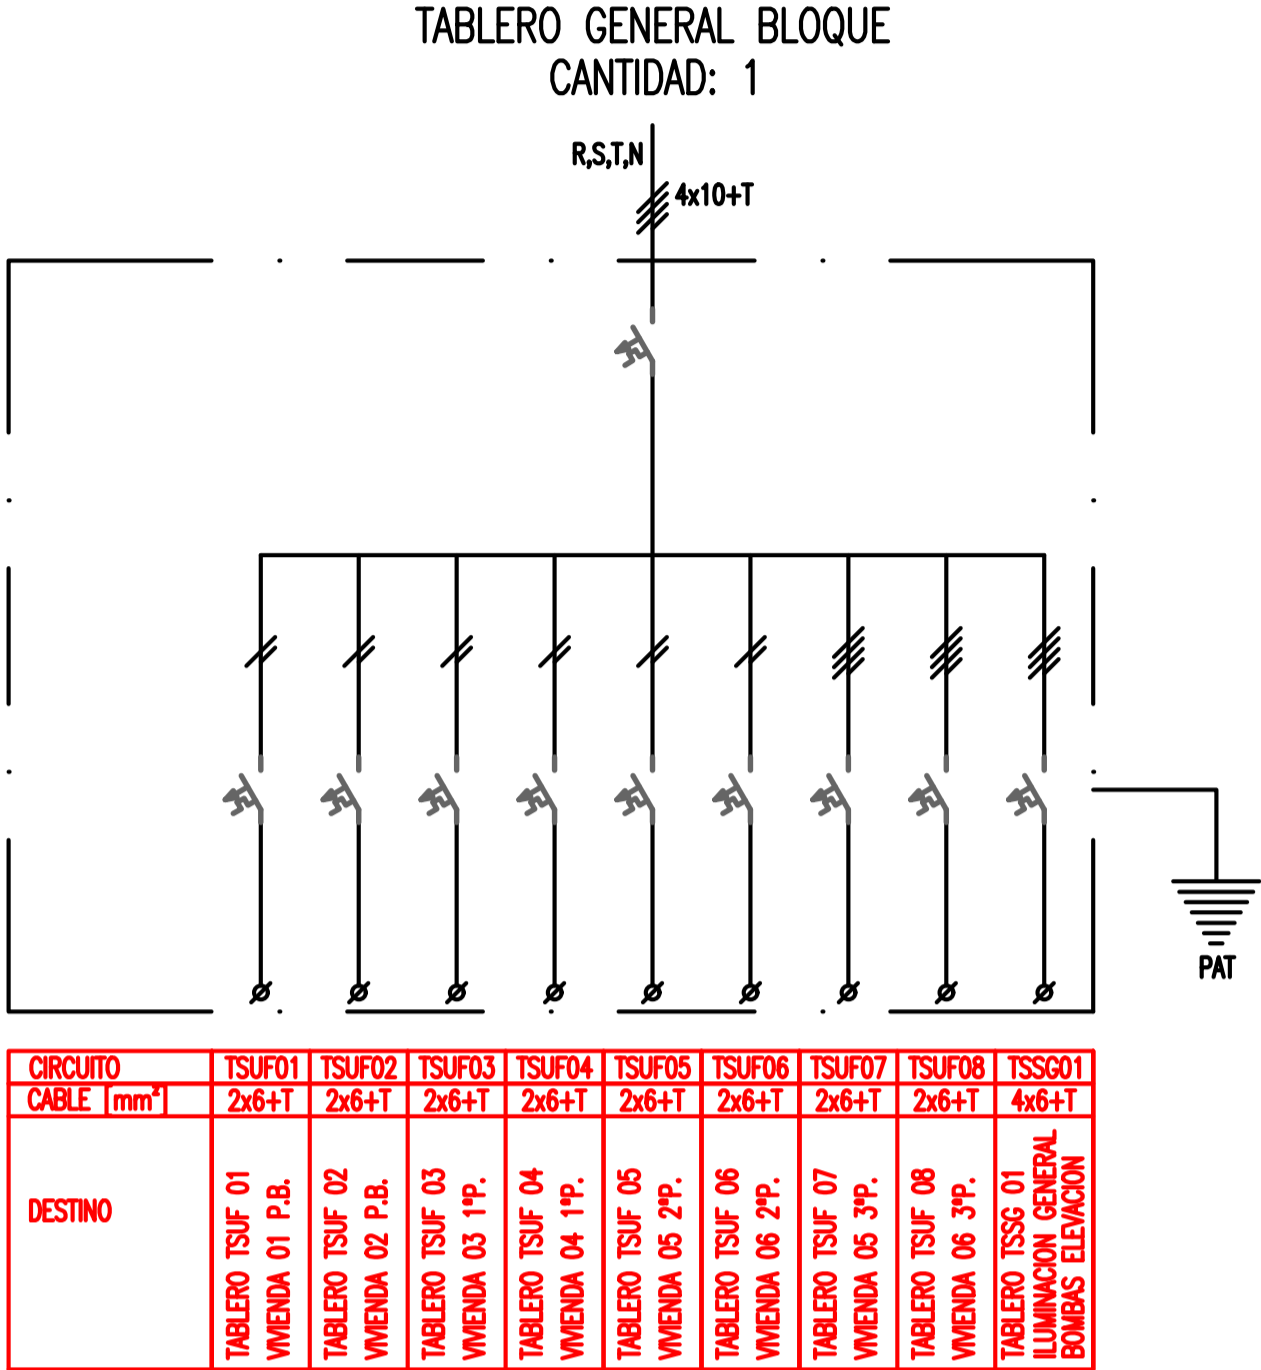 TABLERO GENERAL BLOQUE
CANTIDAD: 1
R,S,T,N
4x10+T
PAT
CIRCUITO TSUF01 TSUF02 TSUF03 TSUF04 TSUF05 TSUF06 TSUF07 TSUF08 TSSG01
CABLE [mm²] 2x6+T 2x6+T 2x6+T 2x6+T 2x6+T 2x6+T 2x6+T 2x6+T 4x6+T
DESTINO
TABLERO TSUF 01
VIVIENDA 01 P.B.
TABLERO TSUF 02
VIVIENDA 02 P.B.
TABLERO TSUF 03
VIVIENDA 03 1ºP.
TABLERO TSUF 04
VIVIENDA 04 1ºP.
TABLERO TSUF 05
VIVIENDA 05 2ºP.
TABLERO TSUF 06
VIVIENDA 06 2ºP.
TABLERO TSUF 07
VIVIENDA 05 3ºP.
TABLERO TSUF 08
VIVIENDA 06 3ºP.
TABLERO TSSG 01
ILUMINACION GENERAL
BOMBAS ELEVACION